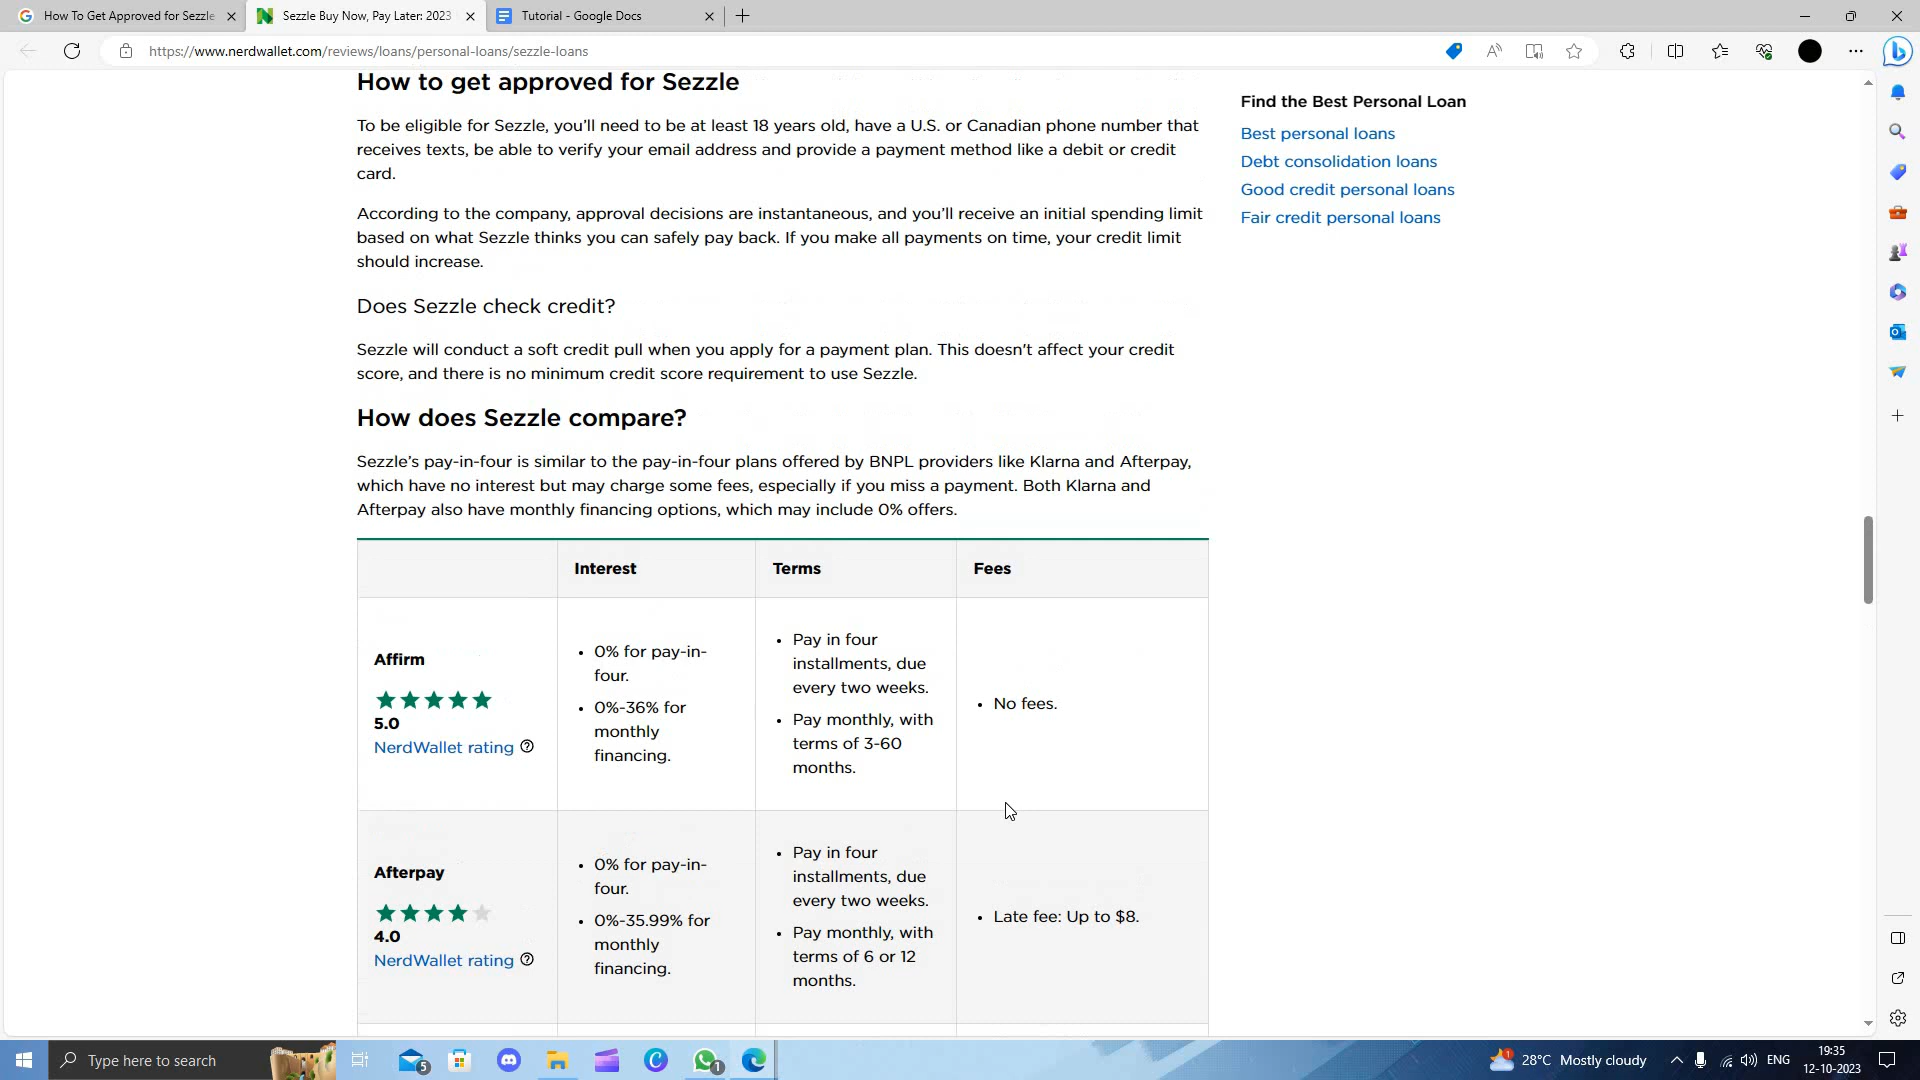 How To Get Approved for Sezzle
Sezzle Buy Now, Pay Later: 2023
Tutorial - Google Docs
https://www.nerdwallet.com/reviews/loans/personal-loans/sezzle-loans
How to get approved for Sezzle
To be eligible for Sezzle, you’ll need to be at least 18 years old, have a U.S. or Canadian phone number that
receives texts, be able to verify your email address and provide a payment method like a debit or credit
card.
According to the company, approval decisions are instantaneous, and you’ll receive an initial spending limit
based on what Sezzle thinks you can safely pay back. If you make all payments on time, your credit limit
should increase.
Does Sezzle check credit?
Sezzle will conduct a soft credit pull when you apply for a payment plan. This doesn't affect your credit
score, and there is no minimum credit score requirement to use Sezzle.
How does Sezzle compare?
Sezzle’s pay-in-four is similar to the pay-in-four plans offered by BNPL providers like Klarna and Afterpay,
which have no interest but may charge some fees, especially if you miss a payment. Both Klarna and
Afterpay also have monthly financing options, which may include 0% offers.
Interest
Terms
Fees
Affirm
5.0
NerdWallet rating
• 0% for pay-in-
four.
• 0%-36% for
monthly
financing.
• Pay in four
installments, due
every two weeks.
• Pay monthly, with
terms of 3-60
months.
• No fees.
Afterpay
4.0
NerdWallet rating
• 0% for pay-in-
four.
• 0%-35.99% for
monthly
financing.
• Pay in four
installments, due
every two weeks.
• Pay monthly, with
terms of 6 or 12
months.
• Late fee: Up to $8.
Find the Best Personal Loan
Best personal loans
Debt consolidation loans
Good credit personal loans
Fair credit personal loans
Type here to search
5
1
1
28°C Mostly cloudy
ENG
19:35
12-10-2023